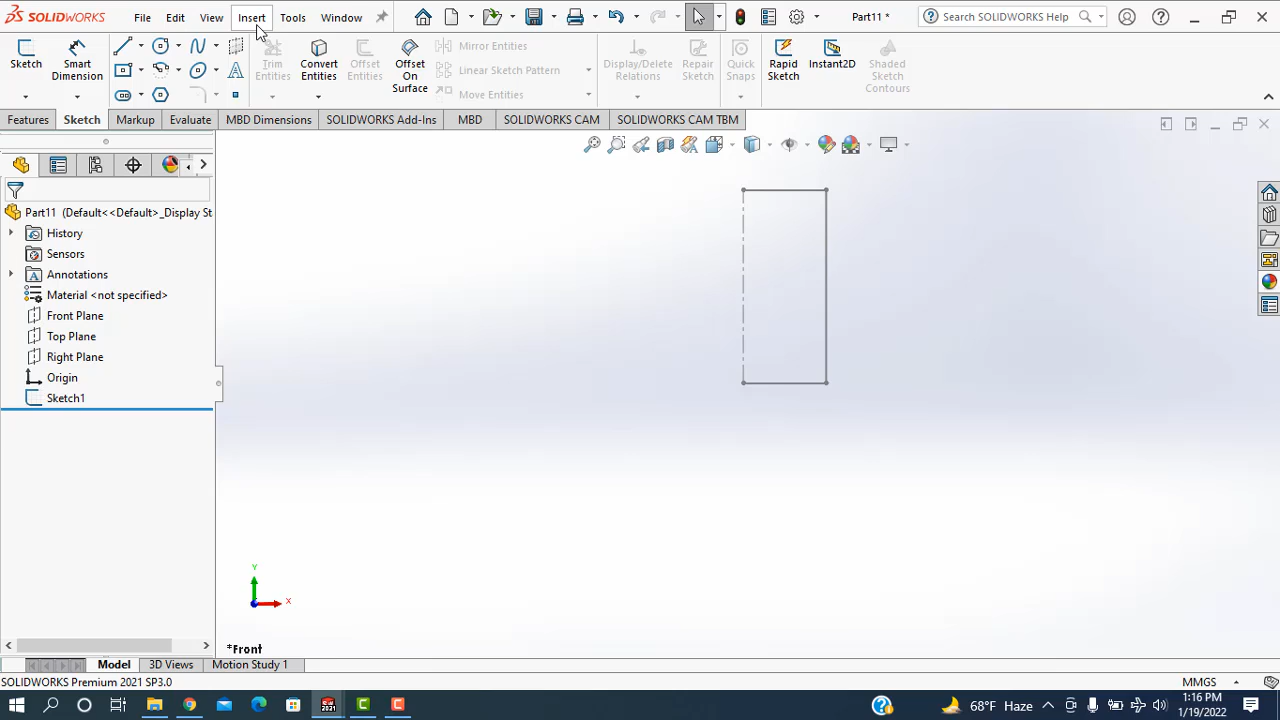 SOLIDWORKS File Edit View Insert Tools Window Part11 * Search SOLIDWORKS Help
Sketch Smart Dimension Trim Entities Convert Entities Offset Entities Offset On Surface Mirror Entities Linear Sketch Pattern Move Entities Display/Delete Relations Repair Sketch Quick Snaps Rapid Sketch Instant2D Shaded Sketch Contours
Features Sketch Markup Evaluate MBD Dimensions SOLIDWORKS Add-Ins MBD SOLIDWORKS CAM SOLIDWORKS CAM TBM
Part11 (Default<<Default>_Display St
History
Sensors
Annotations
Material <not specified>
Front Plane
Top Plane
Right Plane
Origin
Sketch1
Y
X
*Front
Model 3D Views Motion Study 1
SOLIDWORKS Premium 2021 SP3.0 MMGS
68°F Haze 1:16 PM
1/19/2022